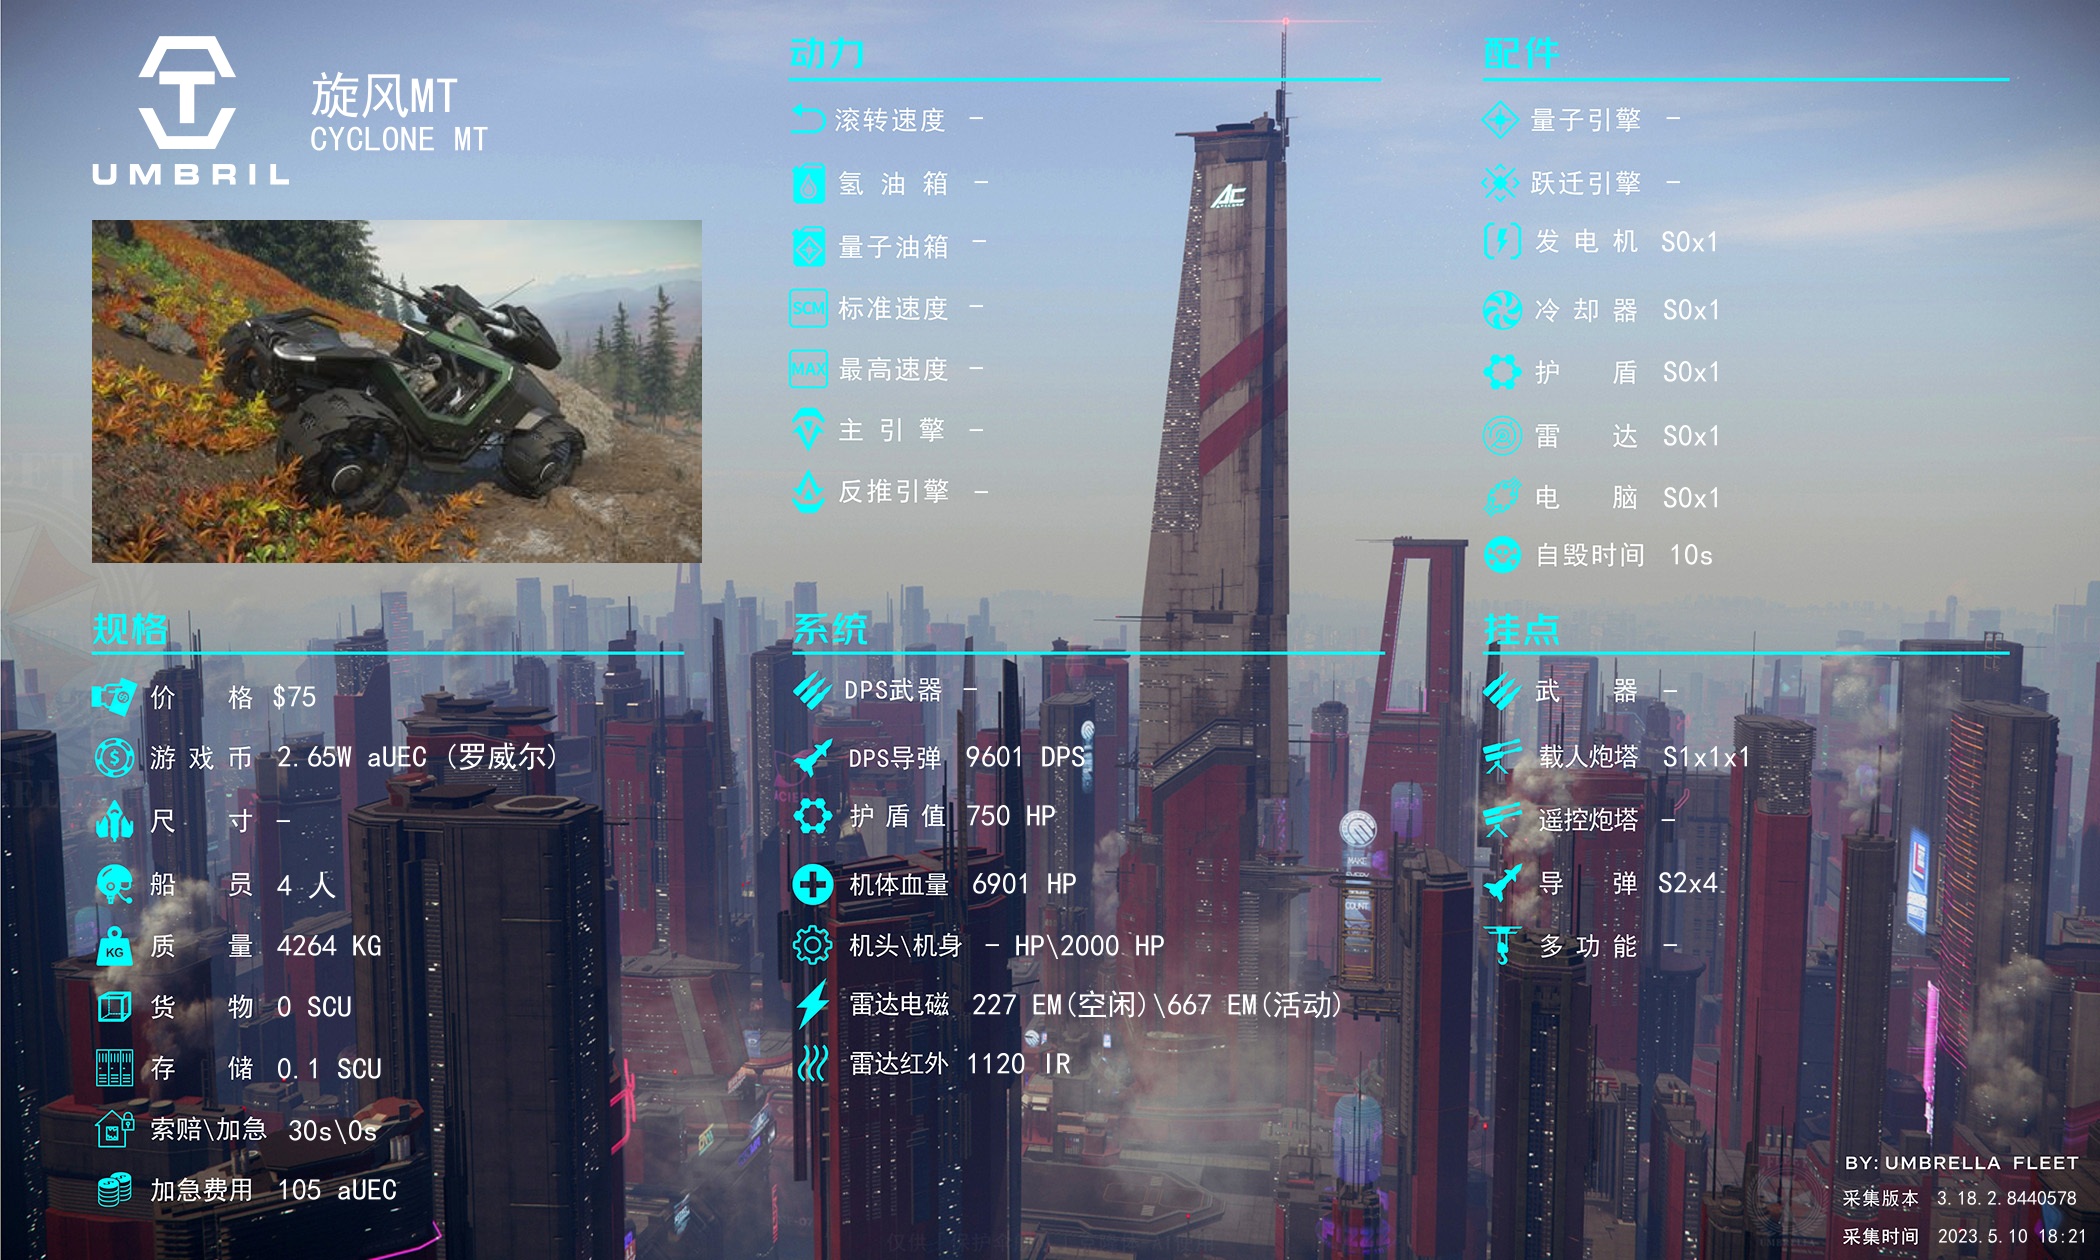 UMBRIL
旋风MT
CYCLONE MT
动力
滚转速度 -
氢油箱 -
量子油箱 -
SCM 标准速度 -
MAX 最高速度 -
主引擎 -
反推引擎 -
配件
量子引擎 -
跃迁引擎 -
发电机 S0x1
冷却器 S0x1
护盾 S0x1
雷达 S0x1
电脑 S0x1
自毁时间 10s
规格
价格 $75
游戏币 2.65W aUEC (罗威尔)
尺寸 -
船员 4 人
KG 质量 4264 KG
货物 0 SCU
存储 0.1 SCU
索赔\加急 30s\0s
加急费用 105 aUEC
系统
DPS武器 -
DPS导弹 9601 DPS
护盾值 750 HP
机体血量 6901 HP
机头\机身 - HP\2000 HP
雷达电磁 227 EM(空闲)\667 EM(活动)
雷达红外 1120 IR
挂点
武器 -
载人炮塔 S1x1x1
遥控炮塔 -
导弹 S2x4
多功能 -
AC
MAKE
EVERY
COUNT
BY: UMBRELLA FLEET
采集版本 3.18.2.8440578
采集时间 2023.5.10 18:21